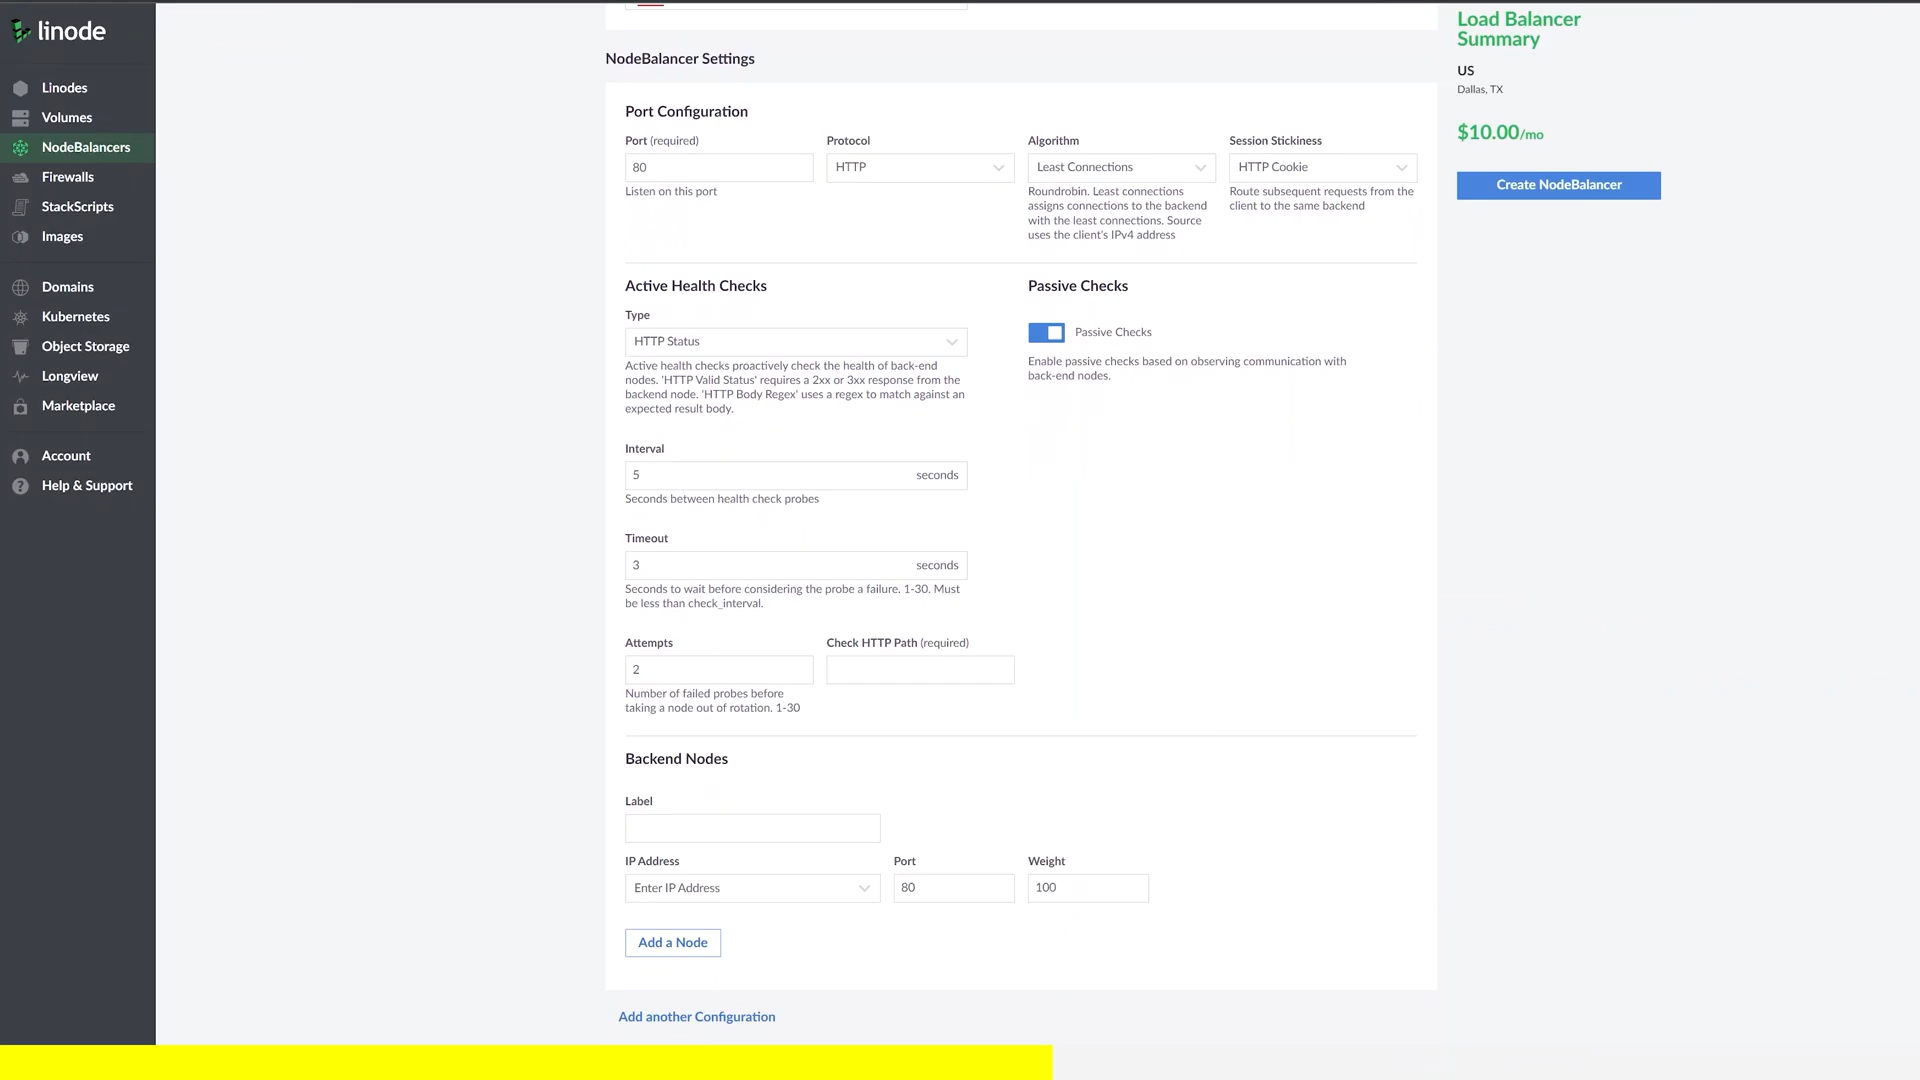 linode
Linodes
Volumes
NodeBalancers
Firewalls
StackScripts
Images
Domains
Kubernetes
Object Storage
Longview
Marketplace
Account
Help & Support
NodeBalancer Settings
Port Configuration
Port (required)
80
Listen on this port
Protocol
HTTP
Algorithm
Least Connections
Roundrobin. Least connections
assigns connections to the backend
with the least connections. Source
uses the client's IPv4 address
Session Stickiness
HTTP Cookie
Route subsequent requests from the
client to the same backend
Active Health Checks
Type
HTTP Status
Active health checks proactively check the health of back-end
nodes. 'HTTP Valid Status' requires a 2xx or 3xx response from the
backend node. 'HTTP Body Regex' uses a regex to match against an
expected result body.
Interval
5 seconds
Seconds between health check probes
Timeout
3 seconds
Seconds to wait before considering the probe a failure. 1-30. Must
be less than check_interval.
Attempts
2
Number of failed probes before
taking a node out of rotation. 1-30
Check HTTP Path (required)
Passive Checks
Passive Checks
Enable passive checks based on observing communication with
back-end nodes.
Backend Nodes
Label
IP Address
Enter IP Address
Port
80
Weight
100
Add a Node
Add another Configuration
Load Balancer
Summary
US
Dallas, TX
$10.00/mo
Create NodeBalancer